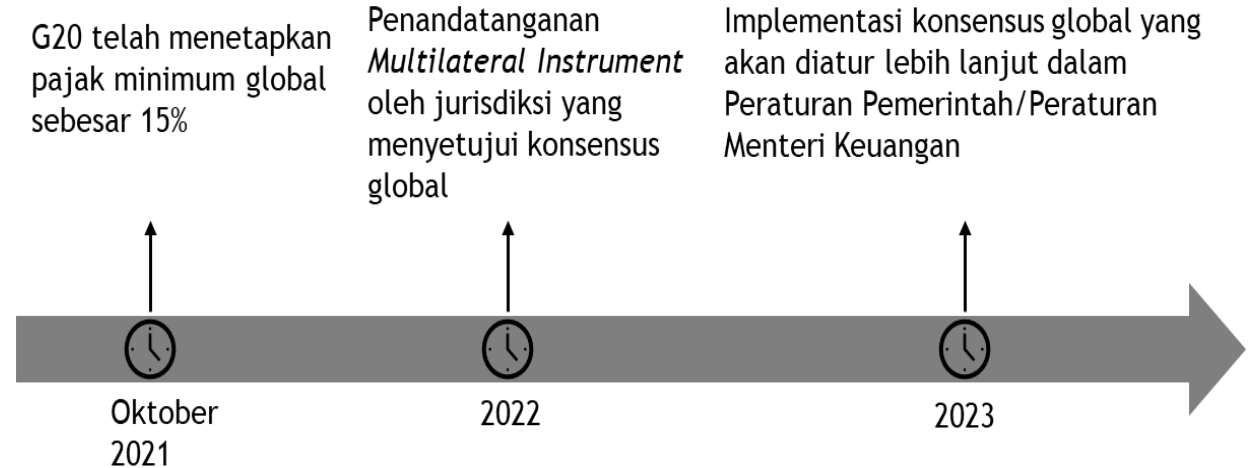 G20 telah menetapkan
pajak minimum global
sebesar 15%
Penandatanganan
Multilateral Instrument
oleh jurisdiksi yang
menyetujui konsensus
global
Implementasi konsensus global yang
akan diatur lebih lanjut dalam
Peraturan Pemerintah/Peraturan
Menteri Keuangan
Oktober
2021
2022
2023